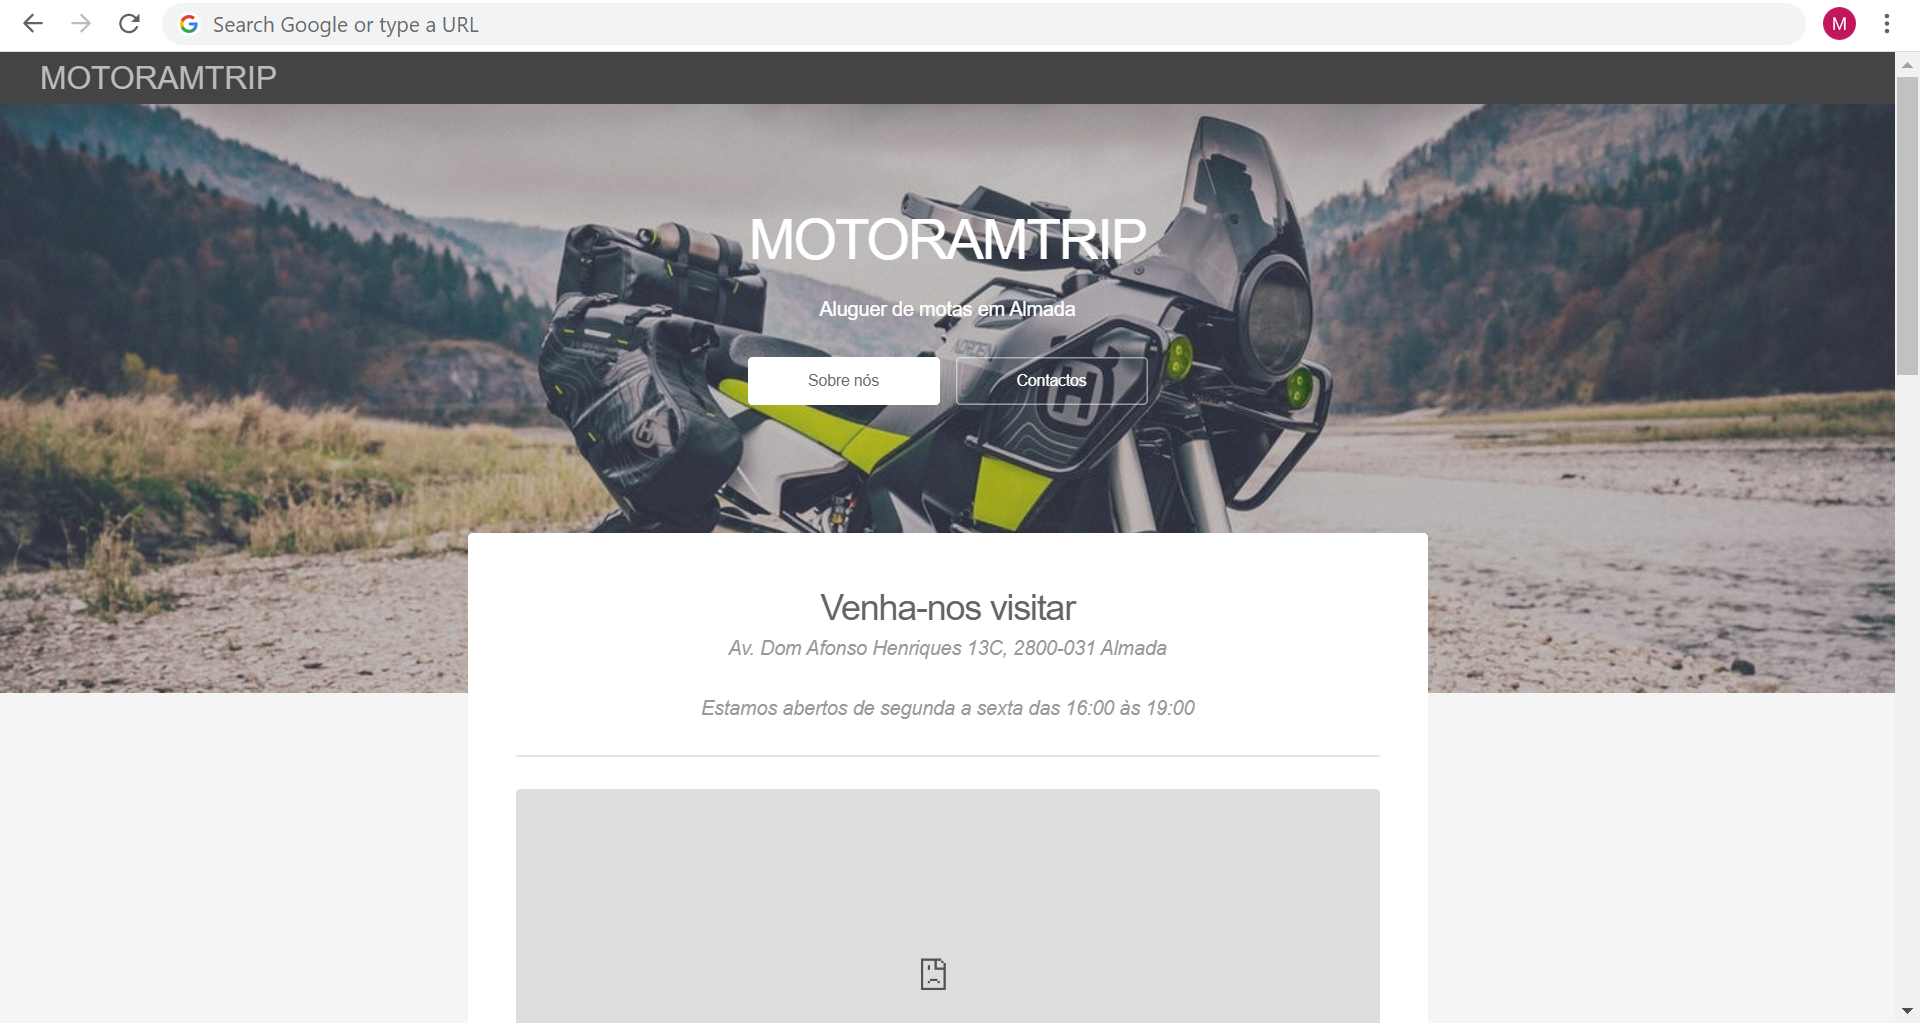 Search Google or type a URL
M
MOTORAMTRIP
MOTORAMTRIP
Aluguer de motas em Almada
NORDEN
Sobre nós
Contactos
Venha-nos visitar
Av. Dom Afonso Henriques 13C, 2800-031 Almada
Estamos abertos de segunda a sexta das 16:00 às 19:00